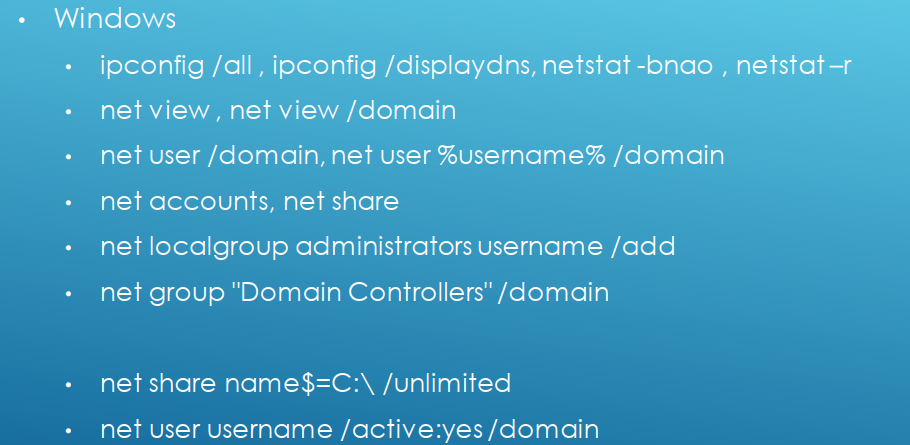 • Windows
• ipconfig /all , ipconfig /displaydns, netstat -bnao , netstat –r
• net view , net view /domain
• net user /domain, net user %username% /domain
• net accounts, net share
• net localgroup administrators username /add
• net group "Domain Controllers" /domain
• net share name$=C:\ /unlimited
• net user username /active:yes /domain